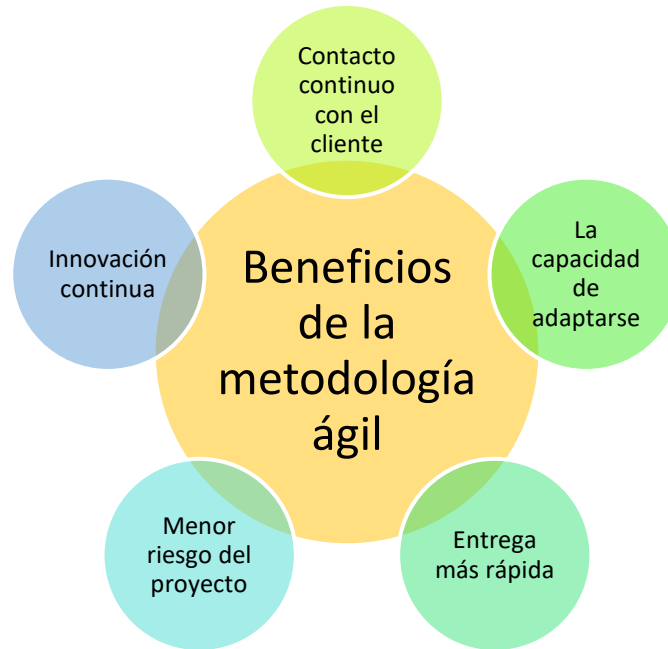 Contacto
continuo
con el
cliente
La
capacidad
de
adaptarse
Entrega
más rápida
Menor
riesgo del
proyecto
Innovación
continua
Beneficios
de la
metodología
ágil